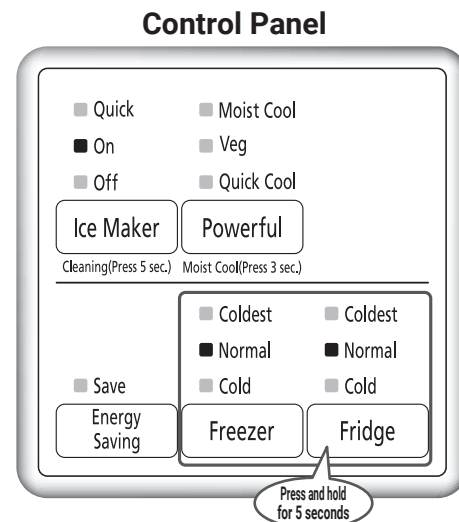 Control Panel
Quick
Moist Cool
On
Veg
Off
Quick Cool
Ice Maker
Powerful
Cleaning(Press 5 sec.)
Moist Cool(Press 3 sec.)
Coldest
Coldest
Normal
Normal
Save
Cold
Cold
Energy
Saving
Freezer
Fridge
Press and hold
for 5 seconds